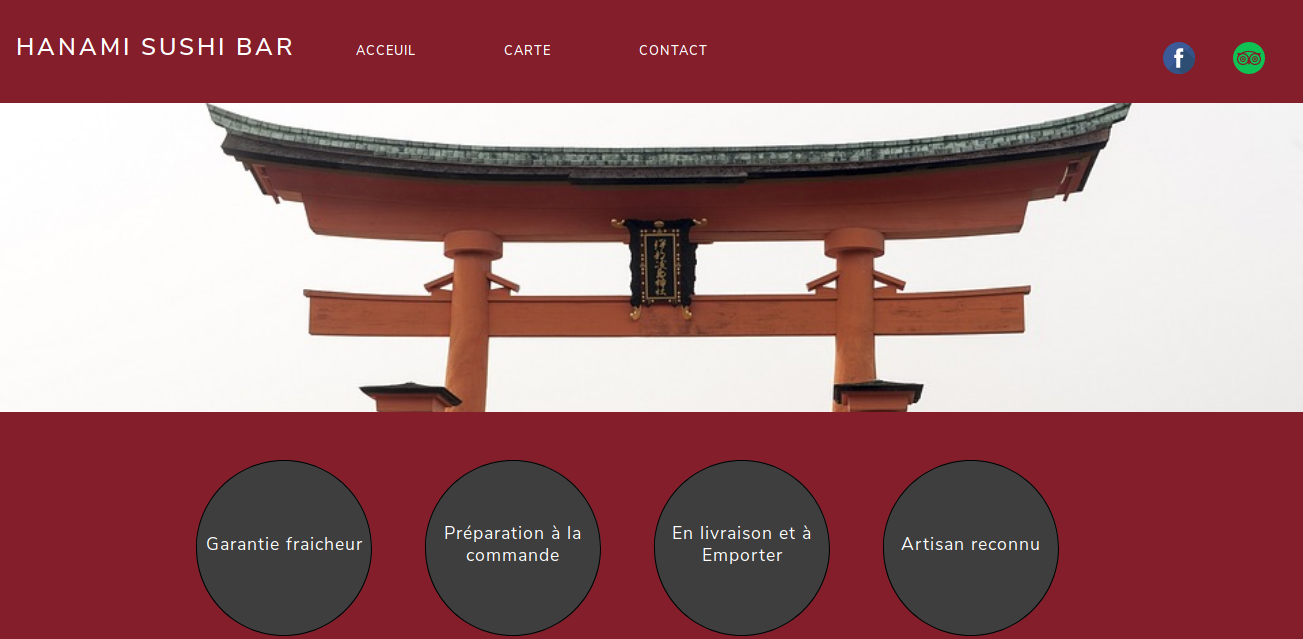 HANAMI SUSHI BAR
ACCEUIL
CARTE
CONTACT
f
Garantie fraicheur
Préparation à la
commande
En livraison et à
Emporter
Artisan reconnu